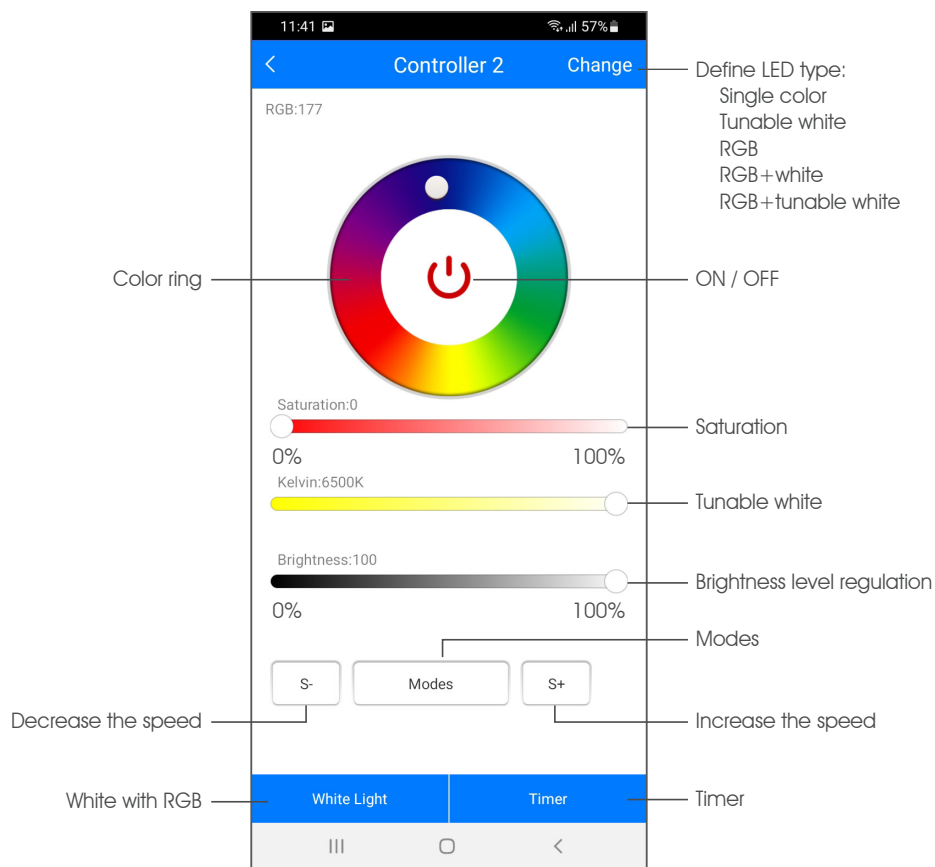 11:41 57%
Controller 2 Change
Define LED type:
Single color
Tunable white
RGB
RGB+white
RGB+tunable white
RGB:177
Color ring
ON / OFF
Saturation:0
Saturation
0% 100%
Kelvin:6500K
Tunable white
Brightness:100
Brightness level regulation
0% 100%
Modes
S- Modes S+
Decrease the speed
Increase the speed
White with RGB
White Light Timer
Timer